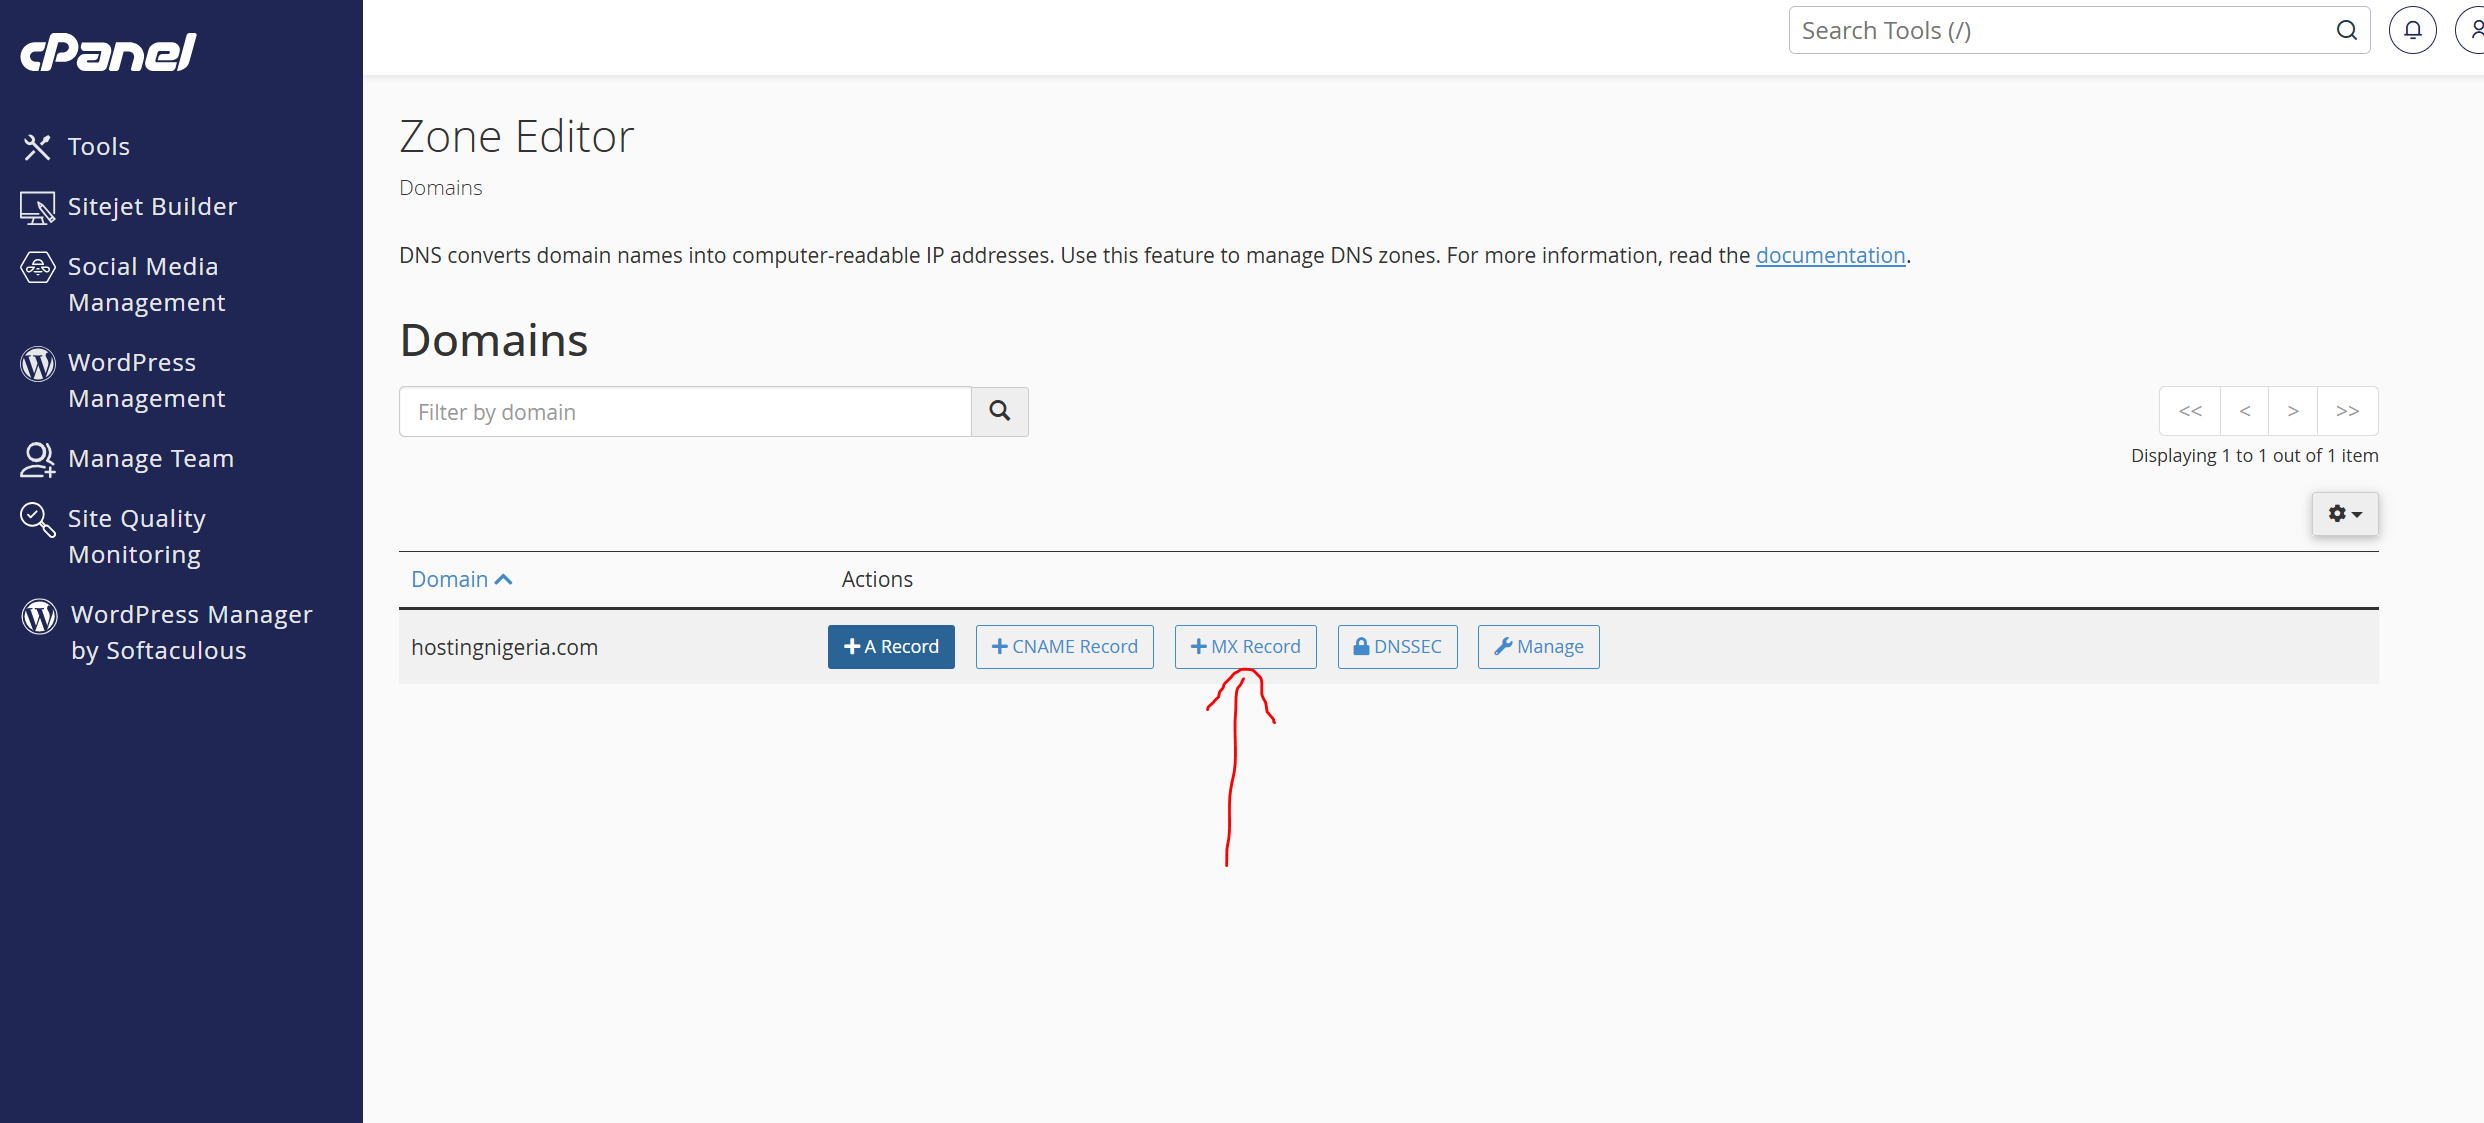 cPanel
Search Tools (/)
Tools
Sitejet Builder
Social Media
Management
WordPress
Management
Manage Team
Site Quality
Monitoring
WordPress Manager
by Softaculous
Zone Editor
Domains
DNS converts domain names into computer-readable IP addresses. Use this feature to manage DNS zones. For more information, read the documentation.
Domains
Filter by domain
<< < > >>
Displaying 1 to 1 out of 1 item
Domain Actions
hostingnigeria.com + A Record + CNAME Record + MX Record DNSSEC Manage